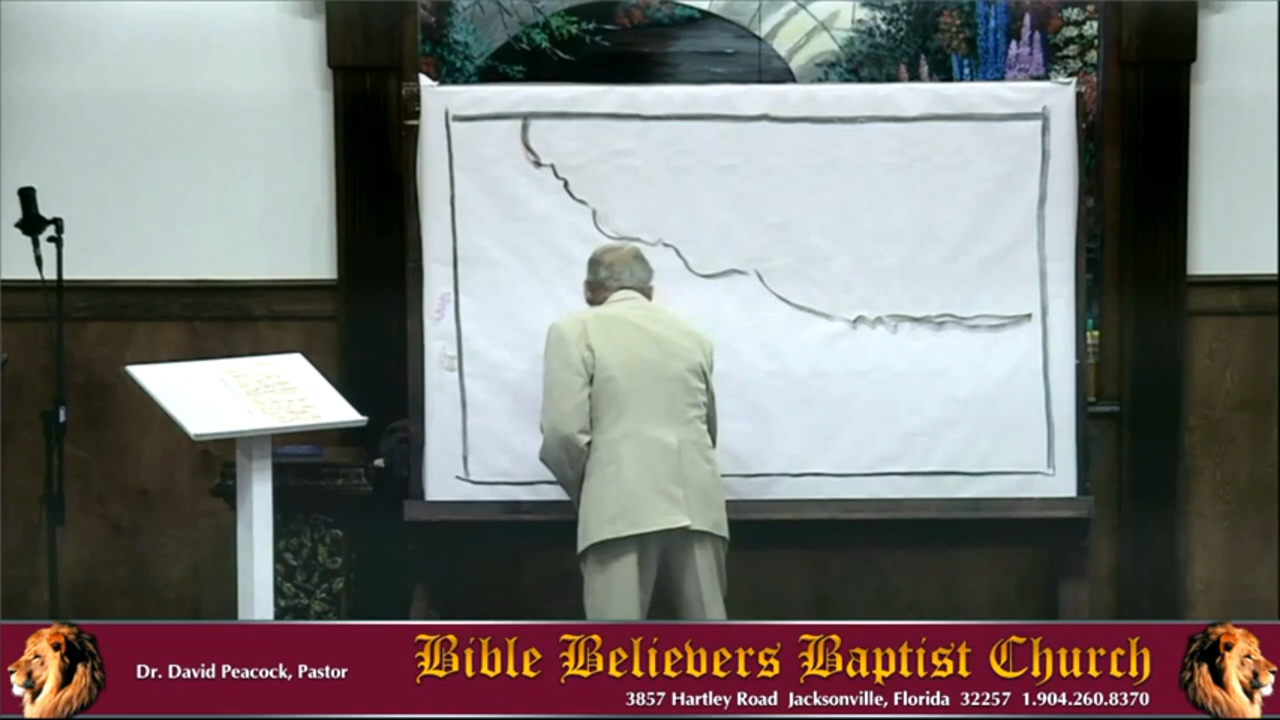 Dr. David Peacock, Pastor
Bible Believers Baptist Church
3857 Hartley Road Jacksonville, Florida 32257 1.904.260.8370